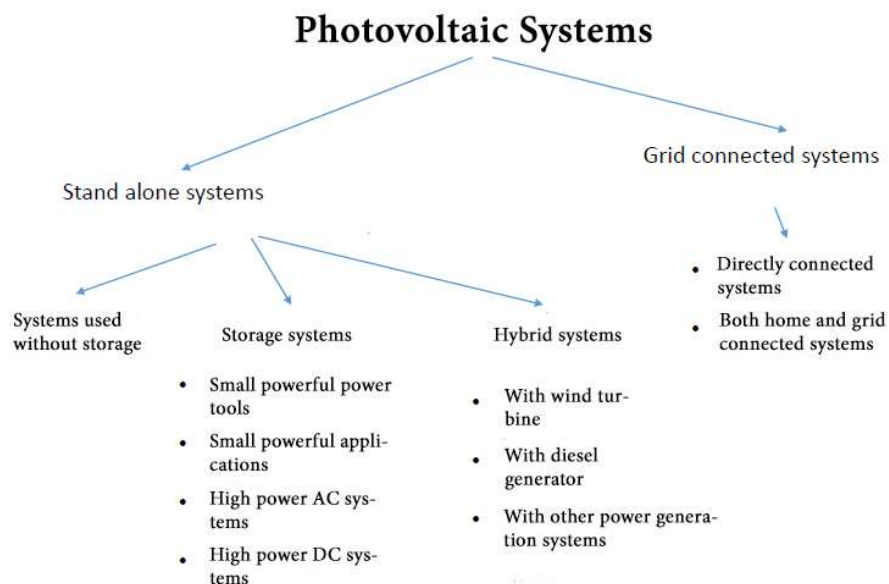 Photovoltaic Systems
Grid connected systems
Stand alone systems
• Directly connected
systems
• Both home and grid
connected systems
Systems used
without storage
Storage systems
• Small powerful power
tools
• Small powerful appli-
cations
• High power AC sys-
tems
• High power DC sys-
tems
Hybrid systems
• With wind tur-
bine
• With diesel
generator
• With other power genera-
tion systems